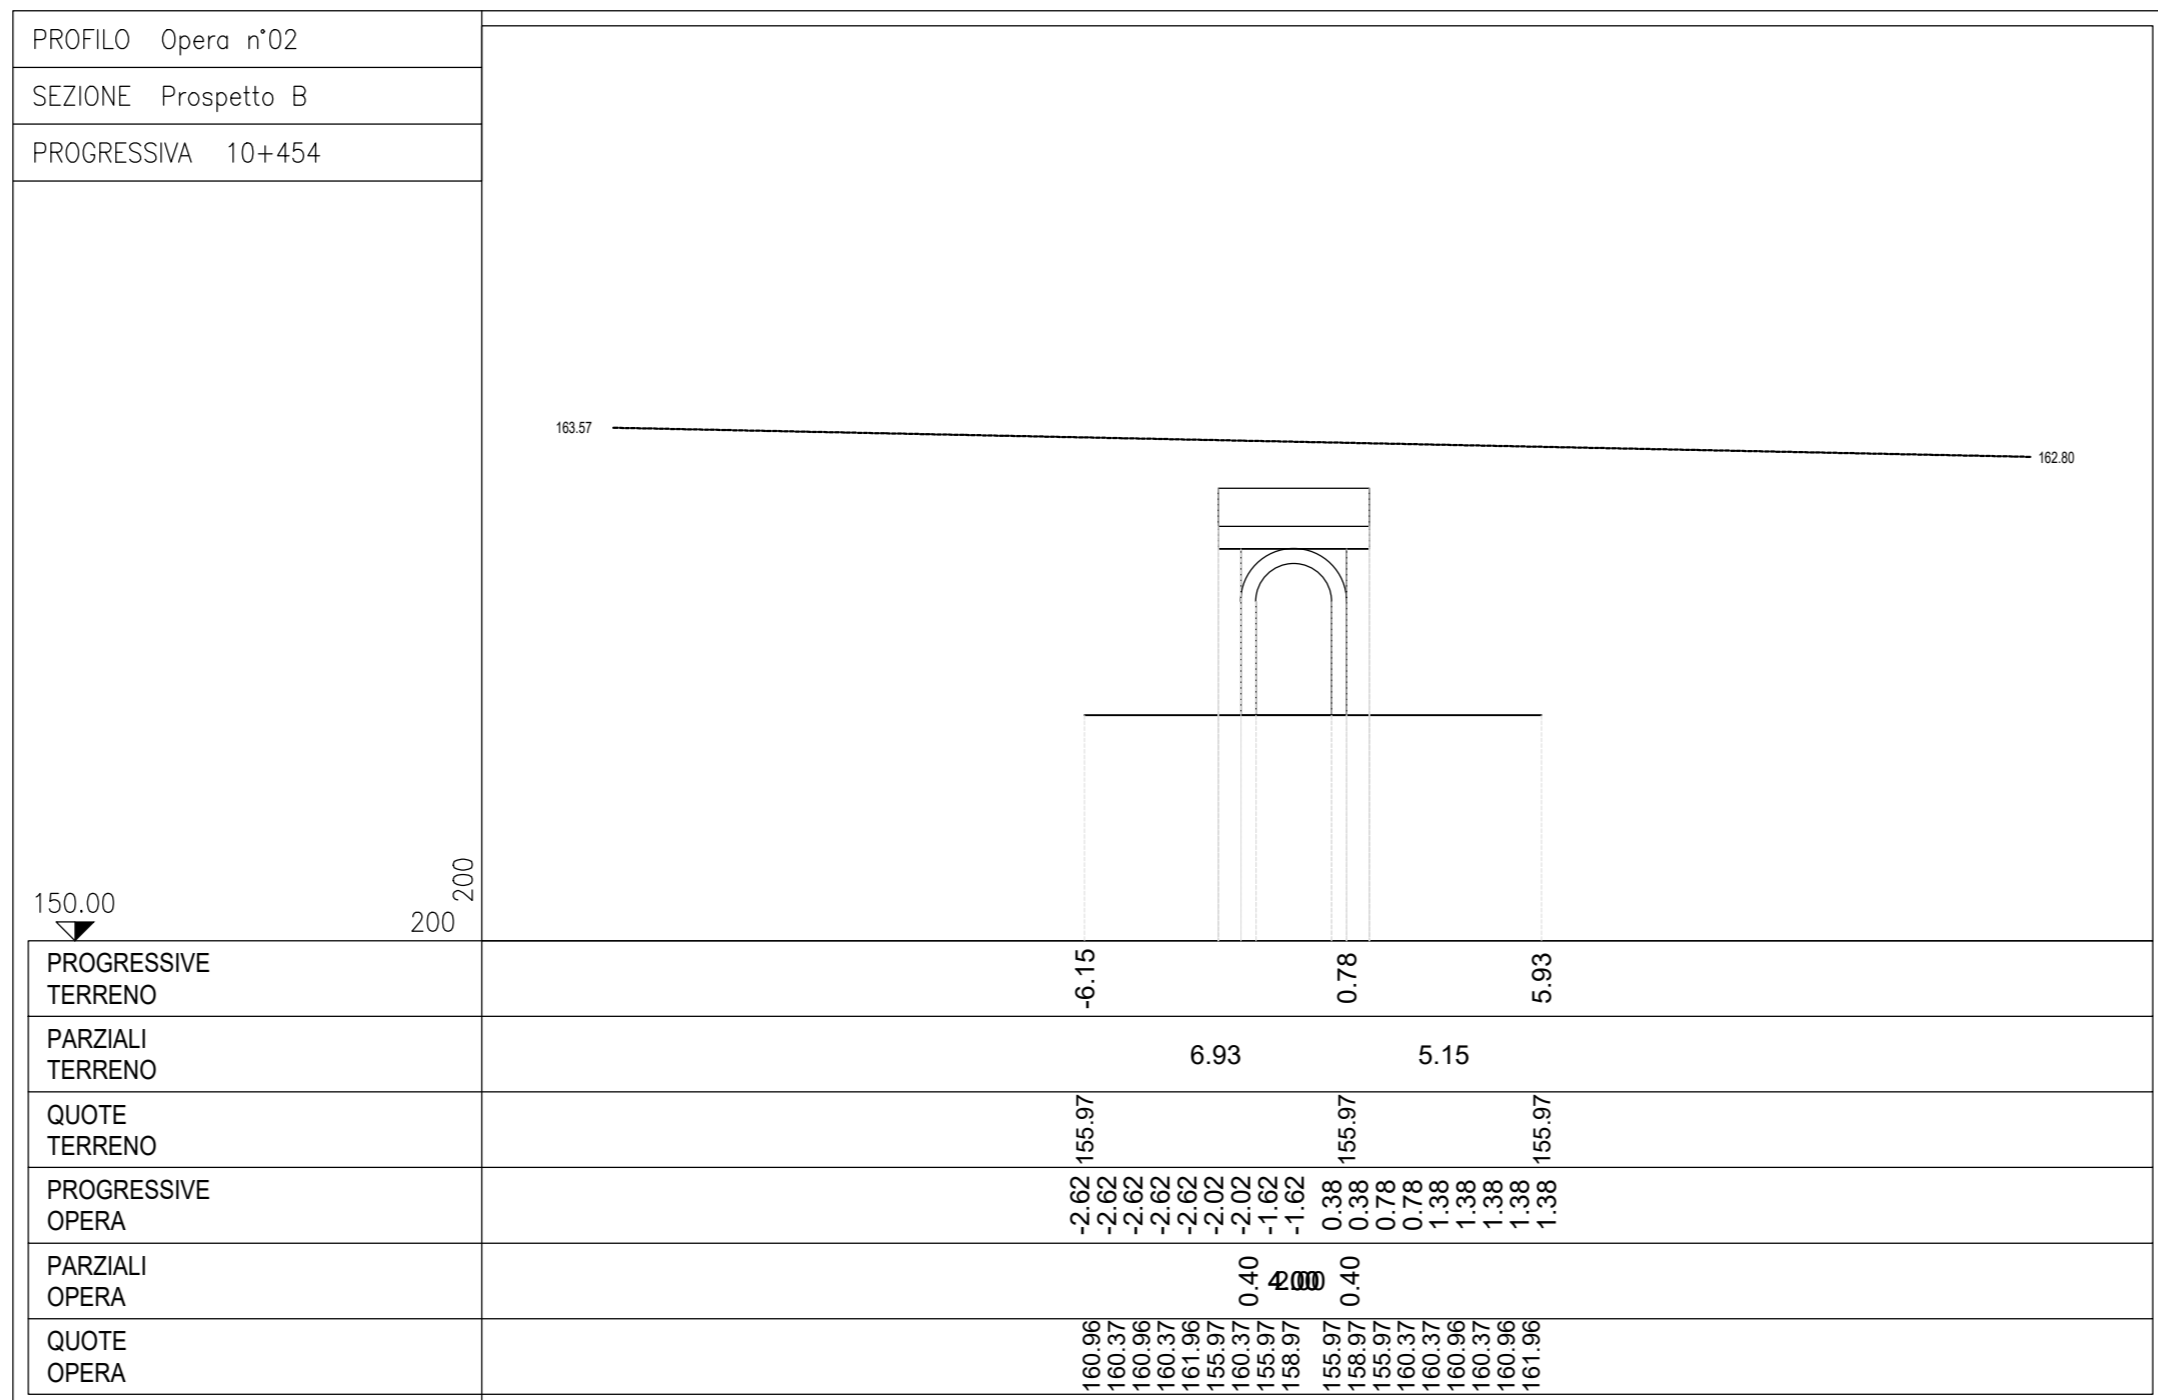 PROFILO Opera n°02
SEZIONE Prospetto B
PROGRESSIVA 10+454
163.57
162.80
200
150.00
200
PROGRESSIVE
TERRENO
-6.15 0.78 5.93
PARZIALI
TERRENO
6.93 5.15
QUOTE
TERRENO
155.97 155.97 155.97
PROGRESSIVE
OPERA
-2.62 -2.62 -2.62 -2.62 -2.62 -2.02 -2.02 -1.62 -1.62 0.38 0.38 0.78 0.78 1.38 1.38 1.38 1.38 1.38
PARZIALI
OPERA
0.40 0.40
QUOTE
OPERA
160.96 160.37 160.96 160.37 161.96 155.97 160.37 155.97 158.97 155.97 158.97 155.97 160.37 160.37 160.96 160.37 160.96 161.96